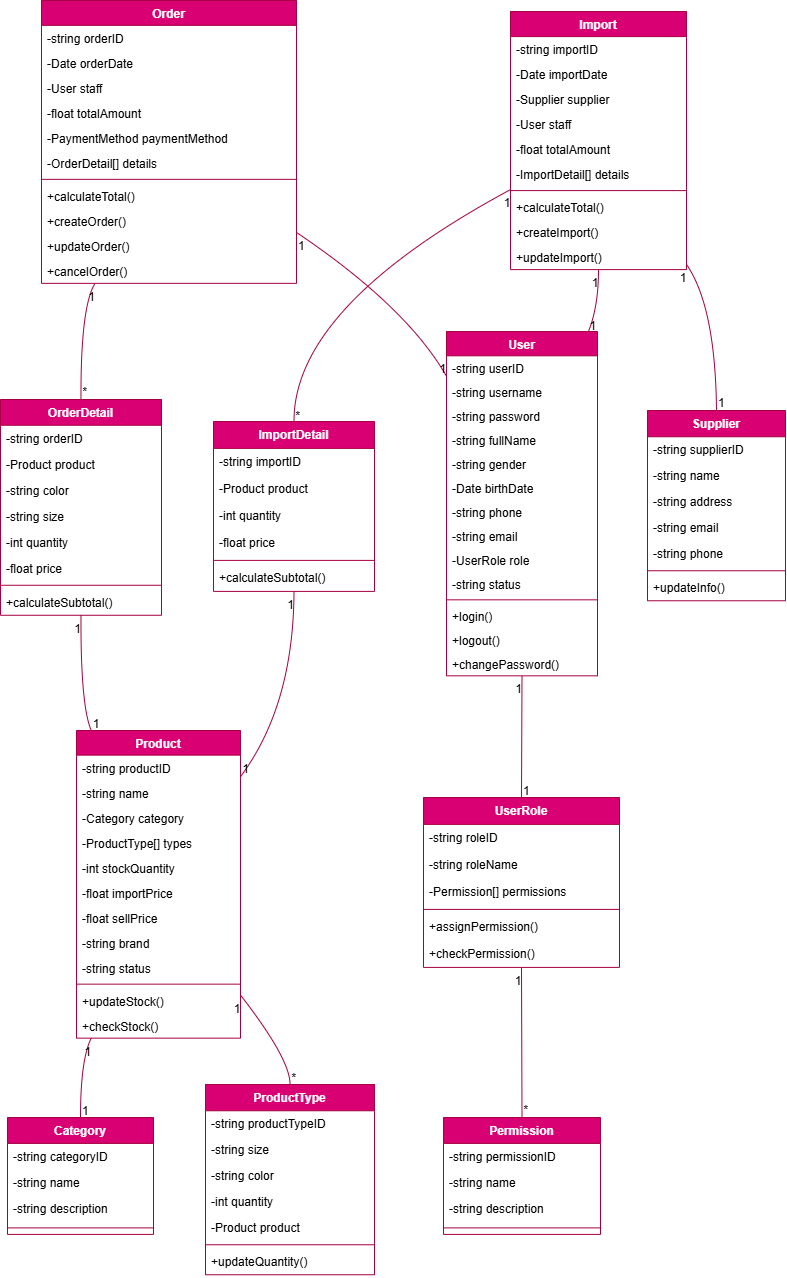 Order
-string orderID
-Date orderDate
-User staff
-float totalAmount
-PaymentMethod paymentMethod
-OrderDetail[] details
+calculateTotal()
+createOrder()
+updateOrder()
+cancelOrder()
Import
-string importID
-Date importDate
-Supplier supplier
-User staff
-float totalAmount
-ImportDetail[] details
+calculateTotal()
+createImport()
+updateImport()
1
1
1
1
1
*
*
1
1
1
OrderDetail
-string orderID
-Product product
-string color
-string size
-int quantity
-float price
+calculateSubtotal()
ImportDetail
-string importID
-Product product
-int quantity
-float price
+calculateSubtotal()
User
-string userID
-string username
-string password
-string fullName
-string gender
-Date birthDate
-string phone
-string email
-UserRole role
-string status
+login()
+logout()
+changePassword()
Supplier
-string supplierID
-string name
-string address
-string email
-string phone
+updateInfo()
1
1
1
1
1
1
Product
-string productID
-string name
-Category category
-ProductType[] types
-int stockQuantity
-float importPrice
-float sellPrice
-string brand
-string status
+updateStock()
+checkStock()
UserRole
-string roleID
-string roleName
-Permission[] permissions
+assignPermission()
+checkPermission()
1
1
1
1
*
*
Category
-string categoryID
-string name
-string description
ProductType
-string productTypeID
-string size
-string color
-int quantity
-Product product
+updateQuantity()
Permission
-string permissionID
-string name
-string description